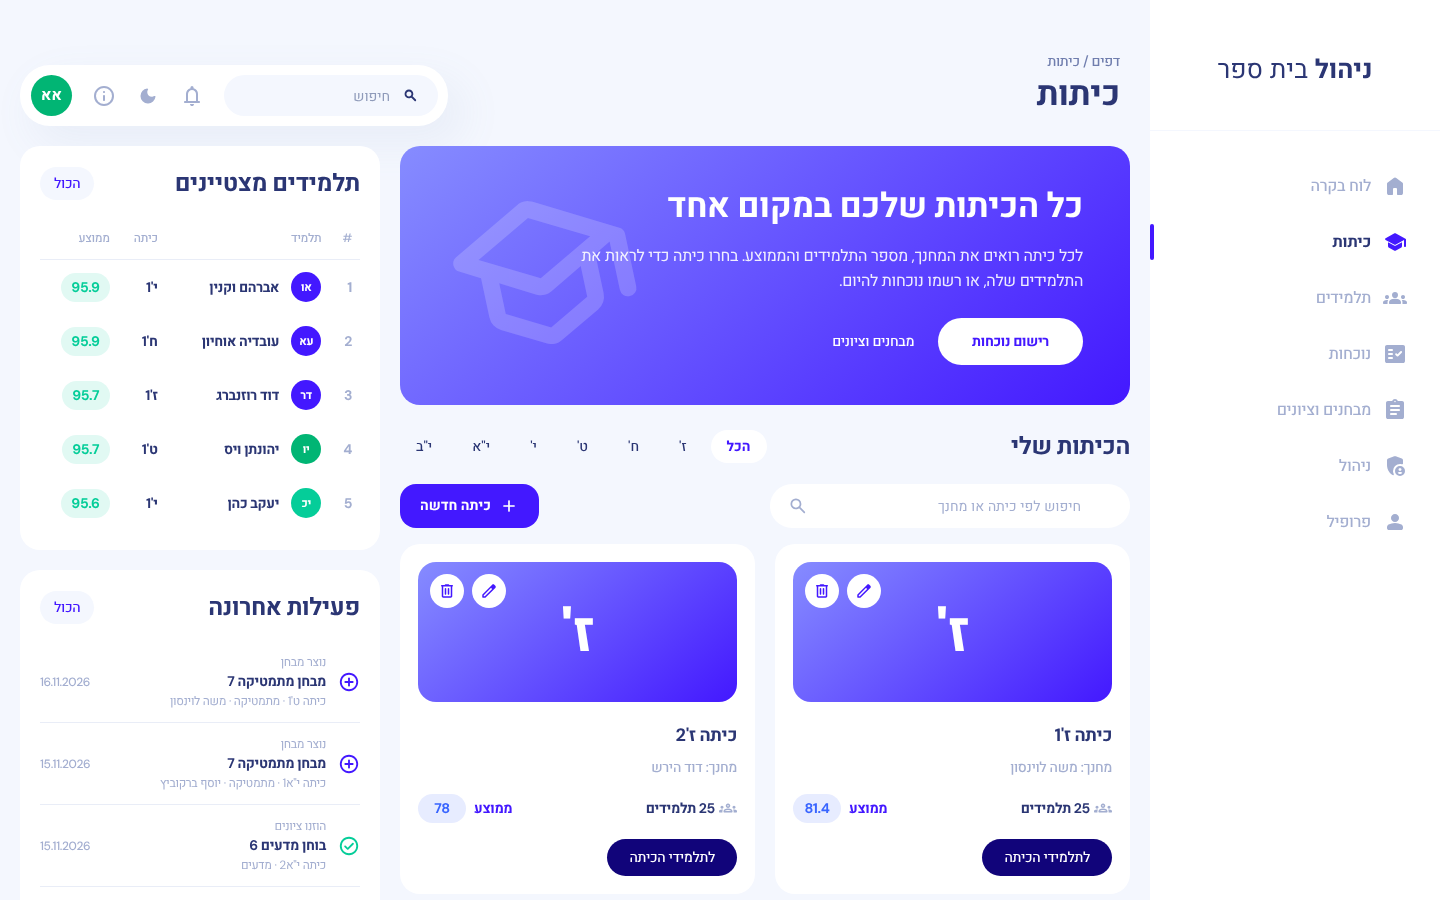 ניהול בית ספר
לוח בקרה
כיתות
תלמידים
נוכחות
מבחנים וציונים
ניהול
פרופיל
דפים / כיתות
כיתות
חיפוש
אא
כל הכיתות שלכם במקום אחד
לכל כיתה רואים את המחנך, מספר התלמידים והממוצע. בחרו כיתה כדי לראות את
התלמידים שלה, או רשמו נוכחות להיום.
רישום נוכחות
מבחנים וציונים
הכיתות שלי
הכל ז' ח' ט' י' י"א י"ב
חיפוש לפי כיתה או מחנך
כיתה חדשה
ז'
כיתה ז'1
מחנך: משה לוינסון
25 תלמידים
ממוצע 81.4
לתלמידי הכיתה
ז'
כיתה ז'2
מחנך: דוד הירש
25 תלמידים
ממוצע 78
לתלמידי הכיתה
תלמידים מצטיינים
הכול
# תלמיד כיתה ממוצע
1 או אברהם וקנין י'1 95.9
2 עא עובדיה אוחיון ח'1 95.9
3 דר דוד רוזנברג ז'1 95.7
4 יו יהונתן ויס ט'1 95.7
5 יכ יעקב כהן י'1 95.6
פעילות אחרונה
הכול
נוצר מבחן
מבחן מתמטיקה 7
כיתה ט'1 · מתמטיקה · משה לוינסון
16.11.2026
נוצר מבחן
מבחן מתמטיקה 7
כיתה י"א1 · מתמטיקה · יוסף ברקוביץ
15.11.2026
הוזנו ציונים
בוחן מדעים 6
כיתה י"א2 · מדעים
15.11.2026